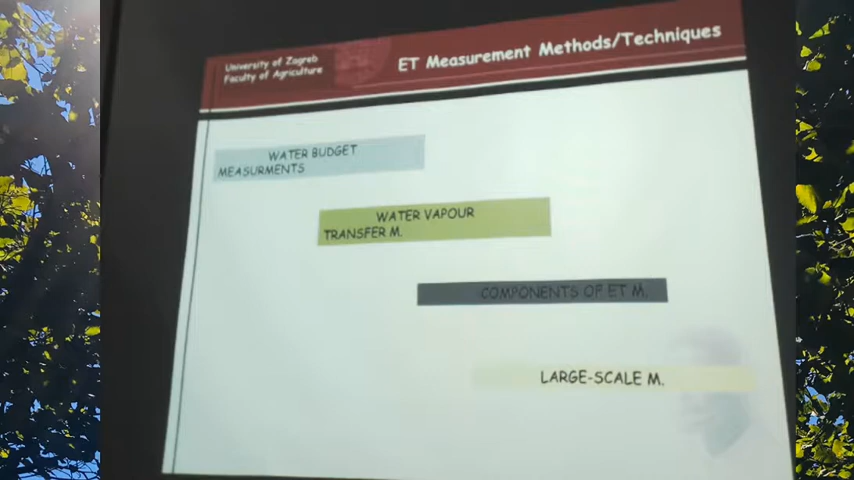 University of Zagreb
Faculty of Agriculture
ET Measurement Methods/Techniques
WATER BUDGET
MEASURMENTS
WATER VAPOUR
TRANSFER M.
COMPONENTS OF ET M.
LARGE-SCALE M.